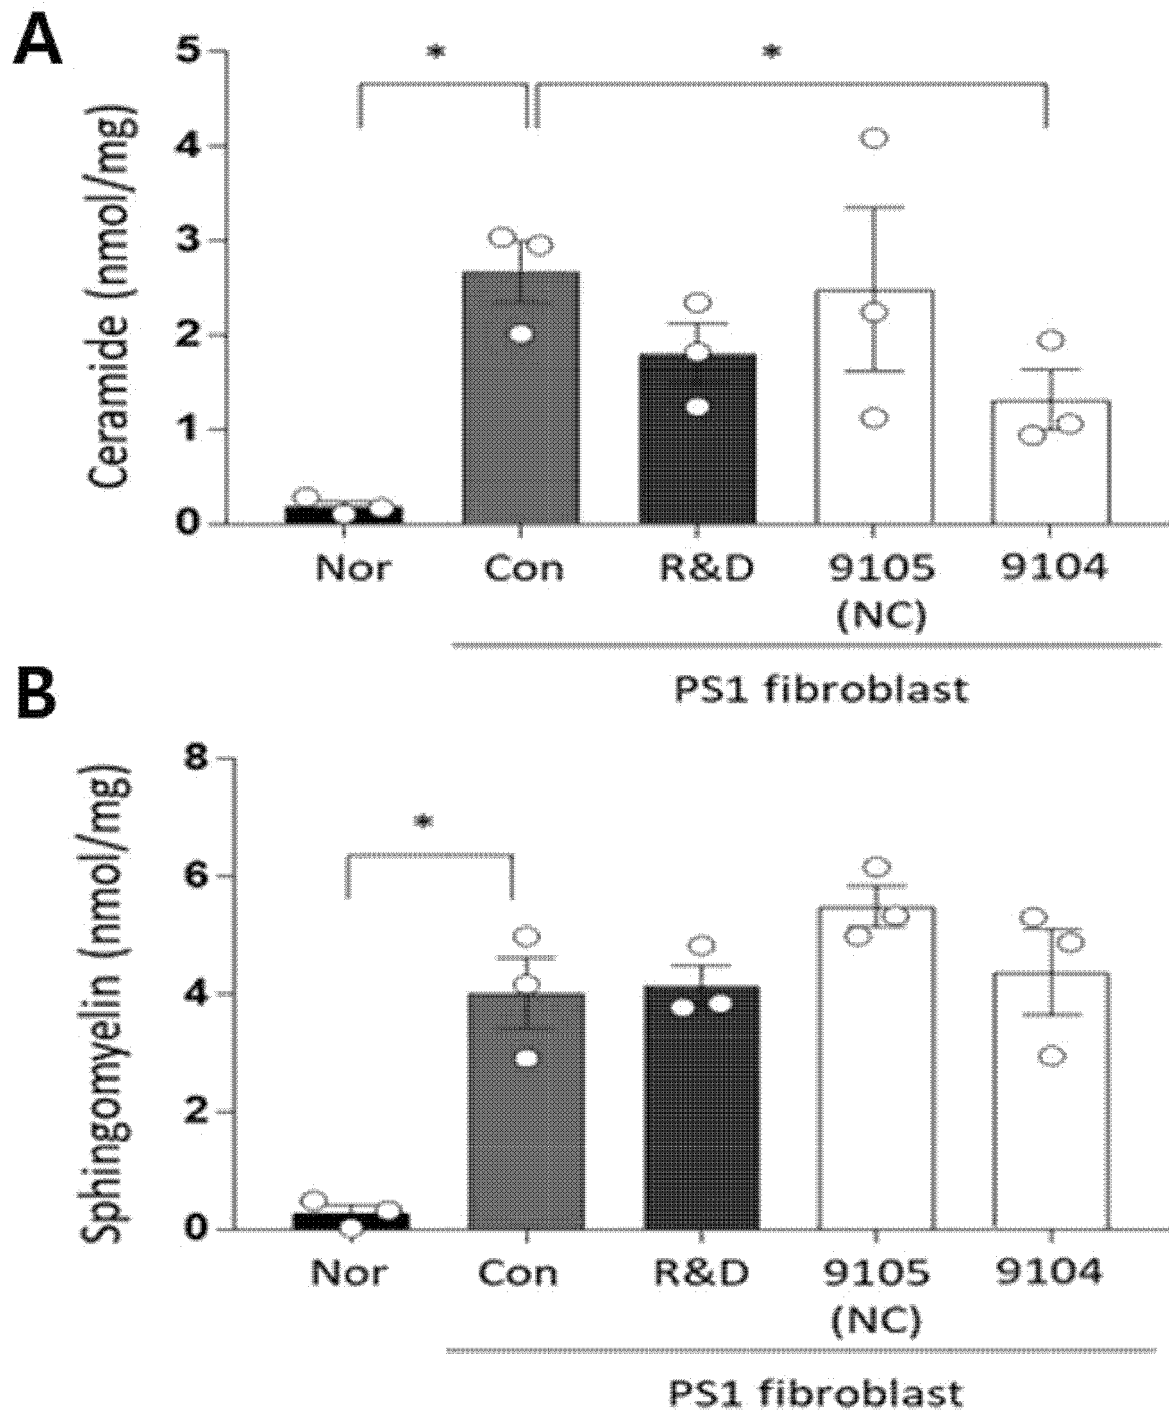 A
Ceramide (nmol/mg)
5
4
3
2
1
0
*
*
Nor Con R&D 9105 9104
(NC)
PS1 fibroblast
B
Sphingomyelin (nmol/mg)
8
6
4
2
0
*
Nor Con R&D 9105 9104
(NC)
PS1 fibroblast